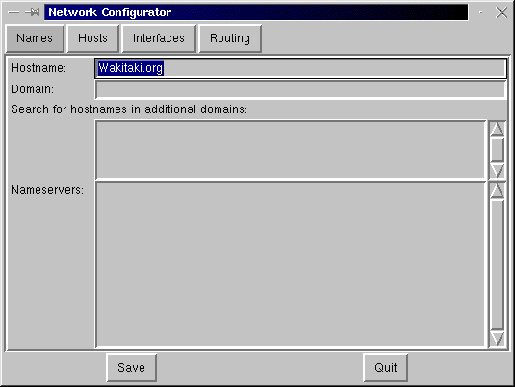 Network Configurator
Names Hosts Interfaces Routing
Hostname: Wakitaki.org
Domain:
Search for hostnames in additional domains:
Nameservers:
Save Quit